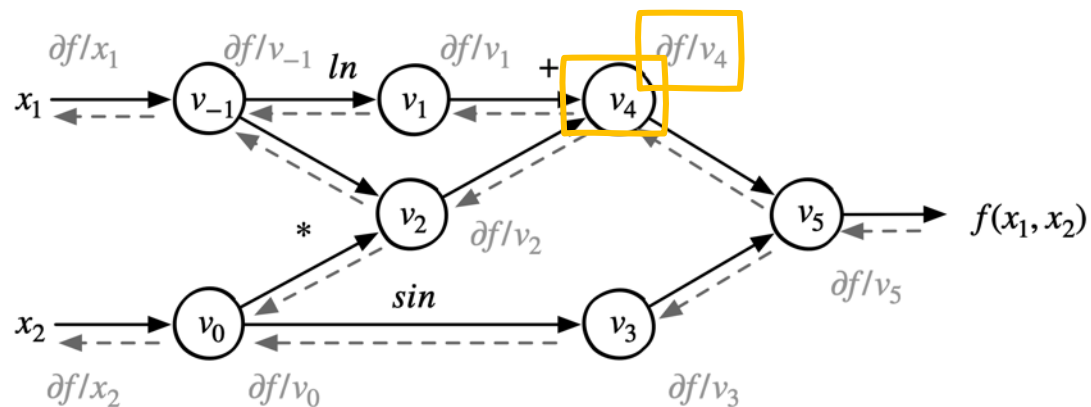 ∂f/x₁ ∂f/v₋₁ ln ∂f/v₁ + ∂f/v₄
x₁ v₋₁ v₁ v₄
* v₂ ∂f/v₂ v₅ f(x₁, x₂)
sin ∂f/v₅
x₂ v₀ v₃
∂f/x₂ ∂f/v₀ ∂f/v₃